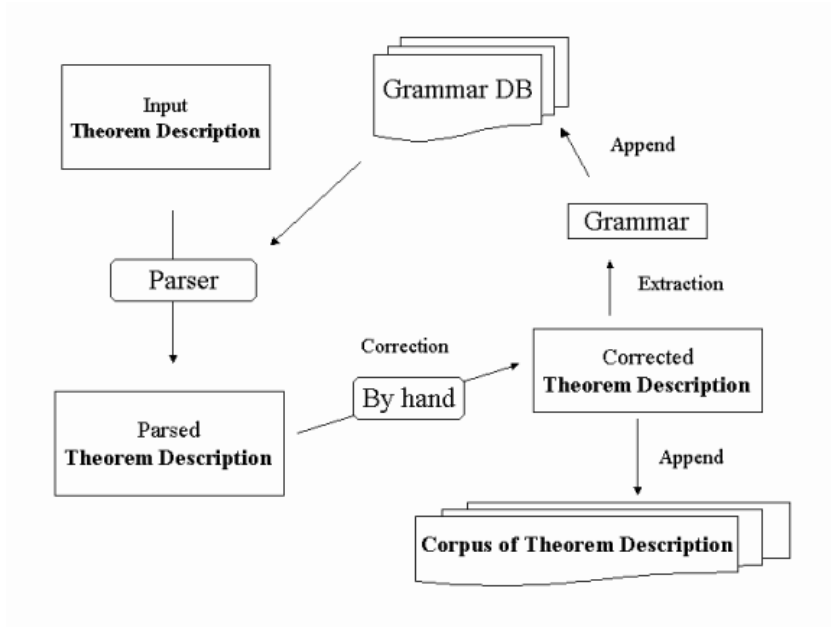 Input
Theorem Description
Grammar DB
Append
Grammar
Parser
Extraction
Correction
By hand
Corrected
Theorem Description
Parsed
Theorem Description
Append
Corpus of Theorem Description